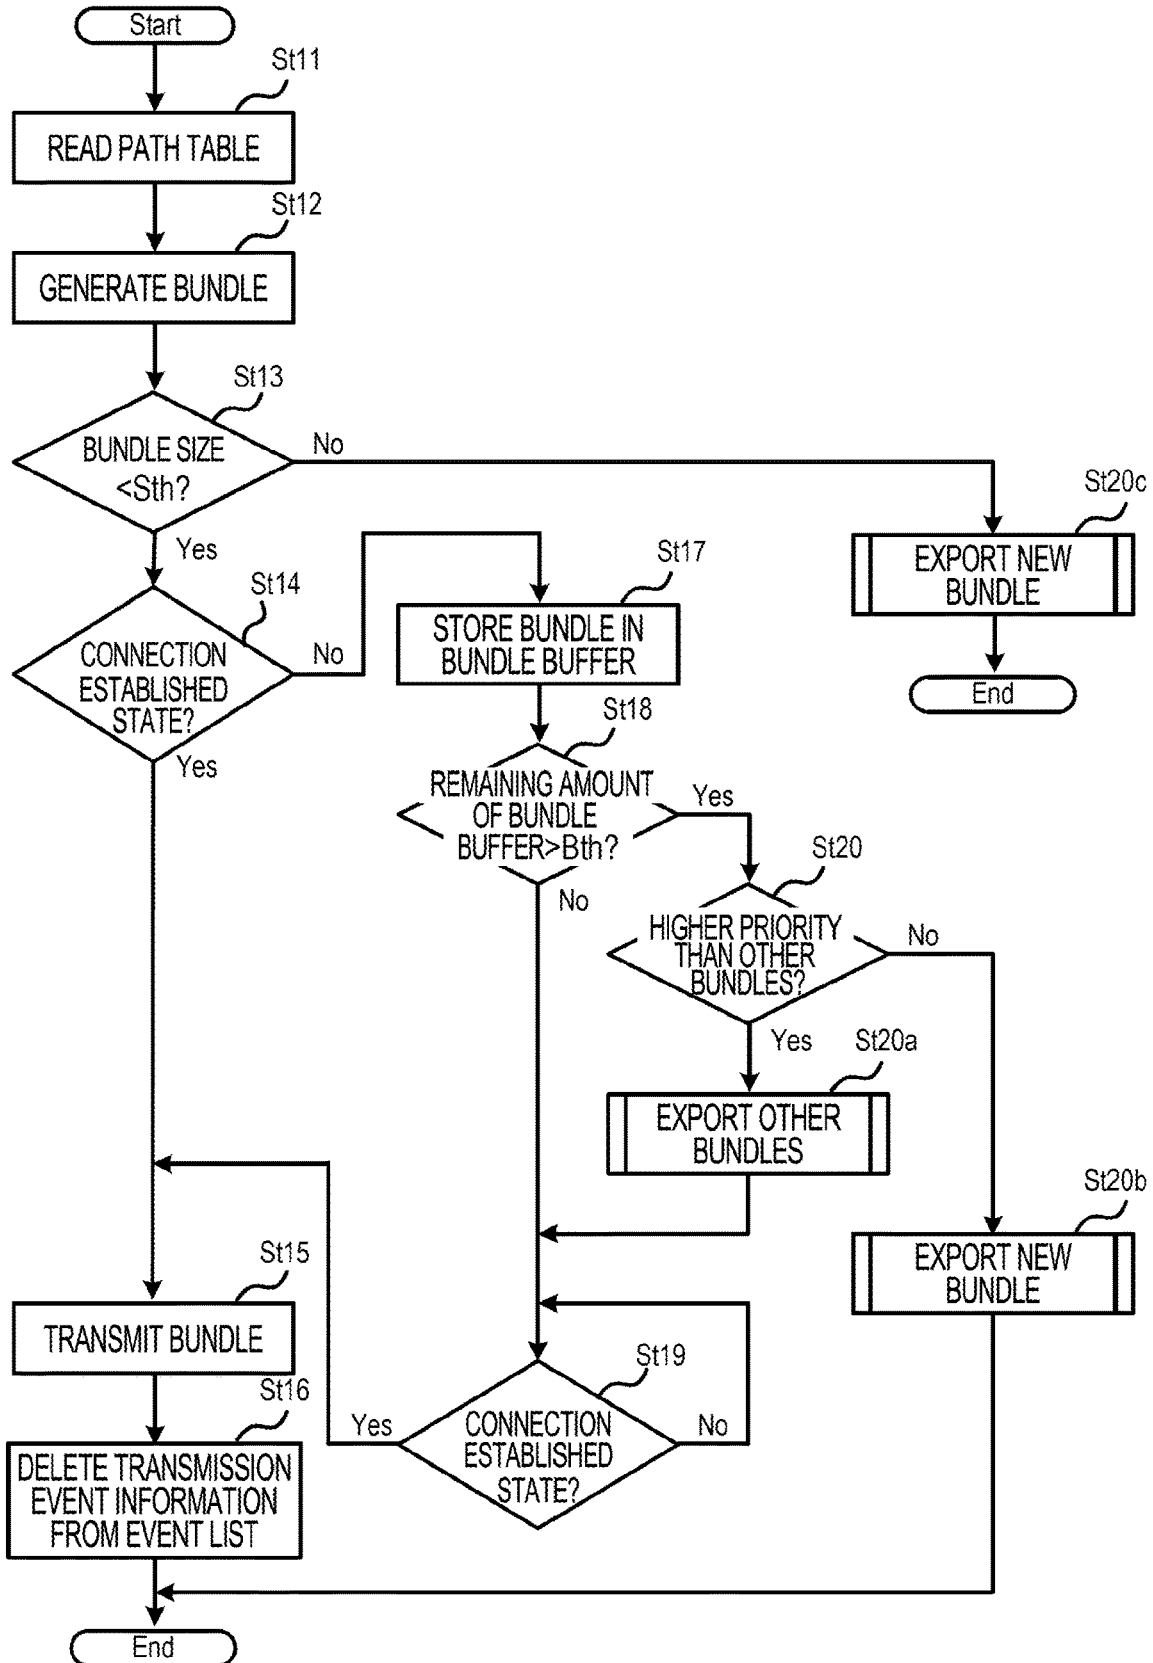 Start
St11
READ PATH TABLE
St12
GENERATE BUNDLE
St13
BUNDLE SIZE
<Sth?
No
Yes
St20c
EXPORT NEW
BUNDLE
End
St14
CONNECTION
ESTABLISHED
STATE?
No
Yes
St17
STORE BUNDLE IN
BUNDLE BUFFER
St18
REMAINING AMOUNT
OF BUNDLE
BUFFER>Bth?
Yes
No
St20
HIGHER PRIORITY
THAN OTHER
BUNDLES?
No
Yes
St20a
EXPORT OTHER
BUNDLES
St20b
EXPORT NEW
BUNDLE
St15
TRANSMIT BUNDLE
St19
CONNECTION
ESTABLISHED
STATE?
Yes
No
St16
DELETE TRANSMISSION
EVENT INFORMATION
FROM EVENT LIST
End